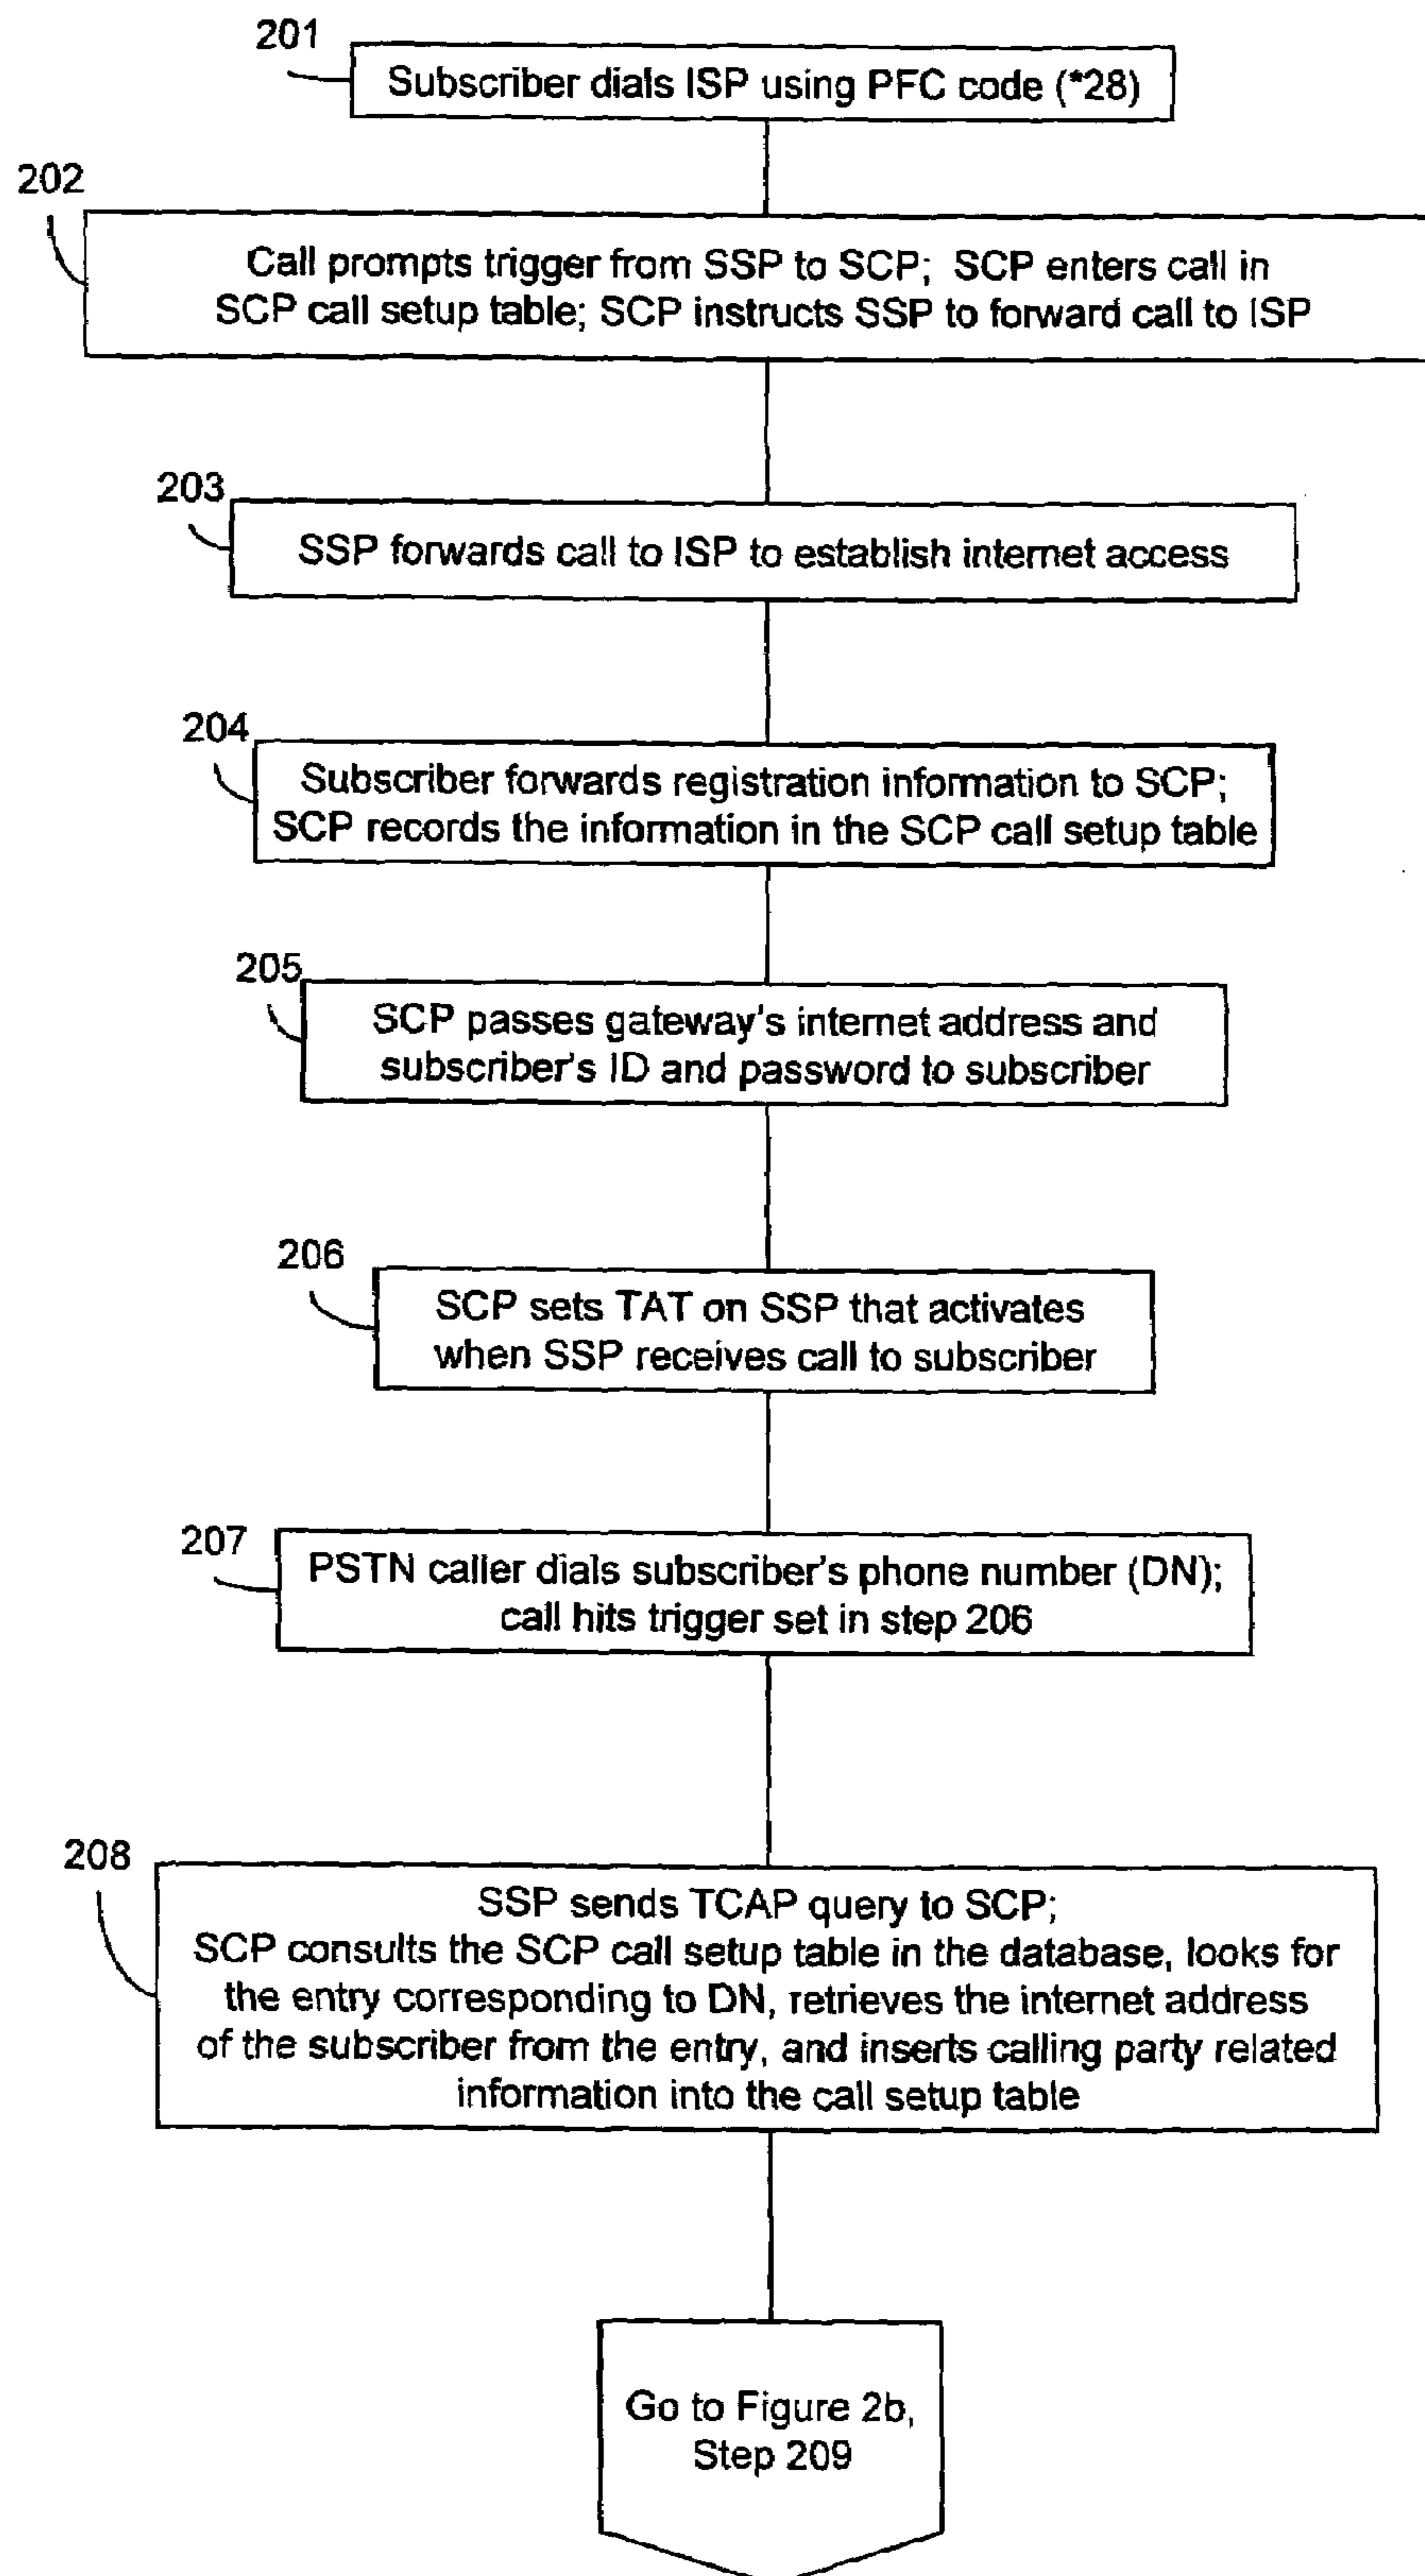 201
Subscriber dials ISP using PFC code (*28)
202
Call prompts trigger from SSP to SCP; SCP enters call in
SCP call setup table; SCP instructs SSP to forward call to ISP
203
SSP forwards call to ISP to establish internet access
204
Subscriber forwards registration information to SCP;
SCP records the information in the SCP call setup table
205
SCP passes gateway's internet address and
subscriber's ID and password to subscriber
206
SCP sets TAT on SSP that activates
when SSP receives call to subscriber
207
PSTN caller dials subscriber's phone number (DN);
call hits trigger set in step 206
208
SSP sends TCAP query to SCP;
SCP consults the SCP call setup table in the database, looks for
the entry corresponding to DN, retrieves the internet address
of the subscriber from the entry, and inserts calling party related
information into the call setup table
Go to Figure 2b,
Step 209